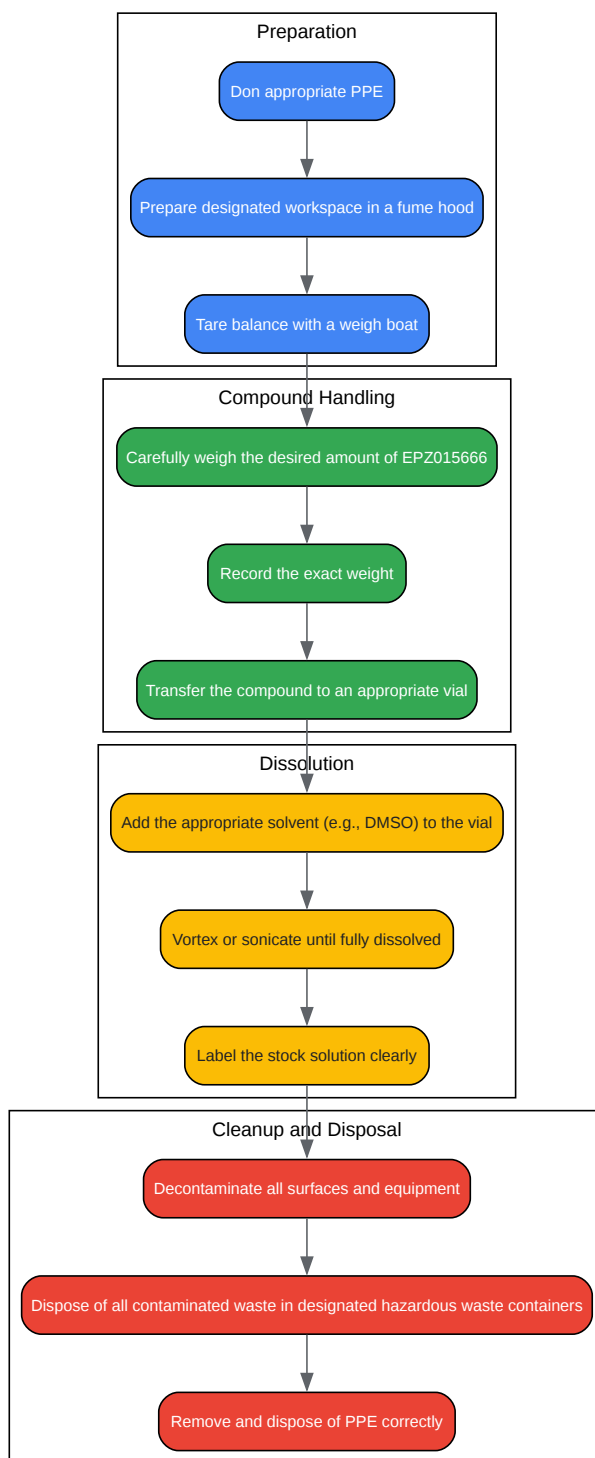 Preparation
Don appropriate PPE
Prepare designated workspace in a fume hood
Tare balance with a weigh boat
Compound Handling
Carefully weigh the desired amount of EPZ015666
Record the exact weight
Transfer the compound to an appropriate vial
Dissolution
Add the appropriate solvent (e.g., DMSO) to the vial
Vortex or sonicate until fully dissolved
Label the stock solution clearly
Cleanup and Disposal
Decontaminate all surfaces and equipment
Dispose of all contaminated waste in designated hazardous waste containers
Remove and dispose of PPE correctly